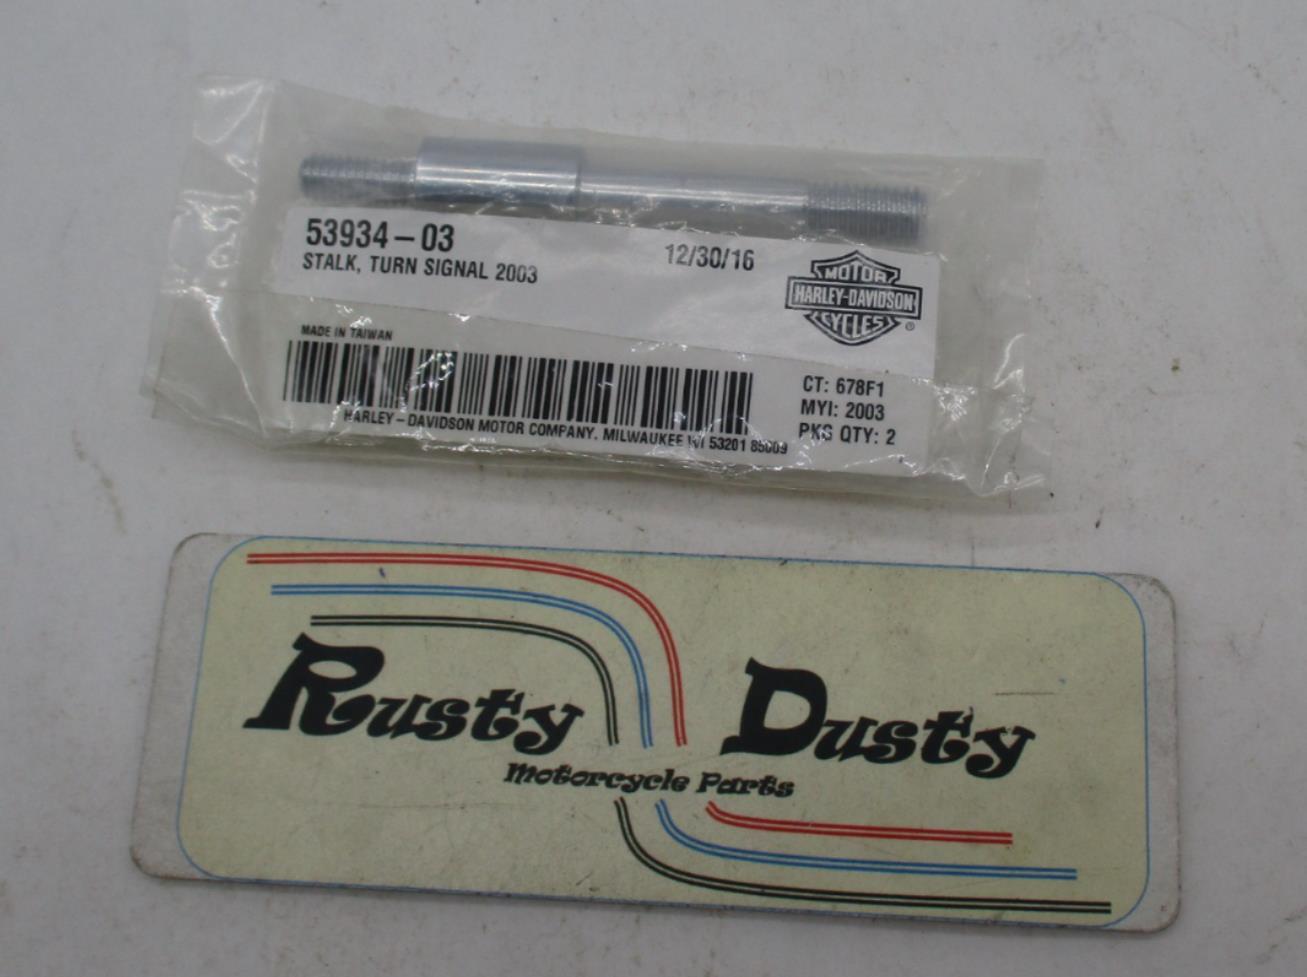 53934-03
12/30/16
STALK, TURN SIGNAL 2003
MOTOR
HARLEY-DAVIDSON
CYCLES®
MADE IN TAIWAN
CT: 678F1
MYI: 2003
PKG QTY: 2
HARLEY-DAVIDSON MOTOR COMPANY. MILWAUKEE WI 53201 85009
Rusty Dusty
Motorcycle Parts